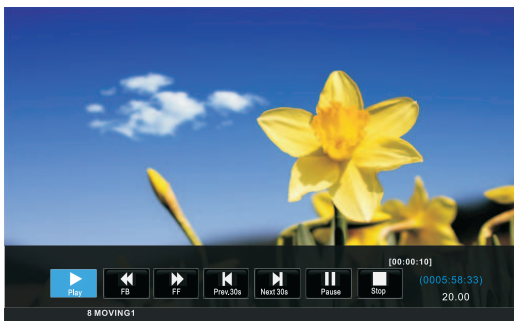 [00:00:10]
Play FB FF Prev,30s Next 30s Pause Stop
(0005:58:33)
20.00
8 MOVING1